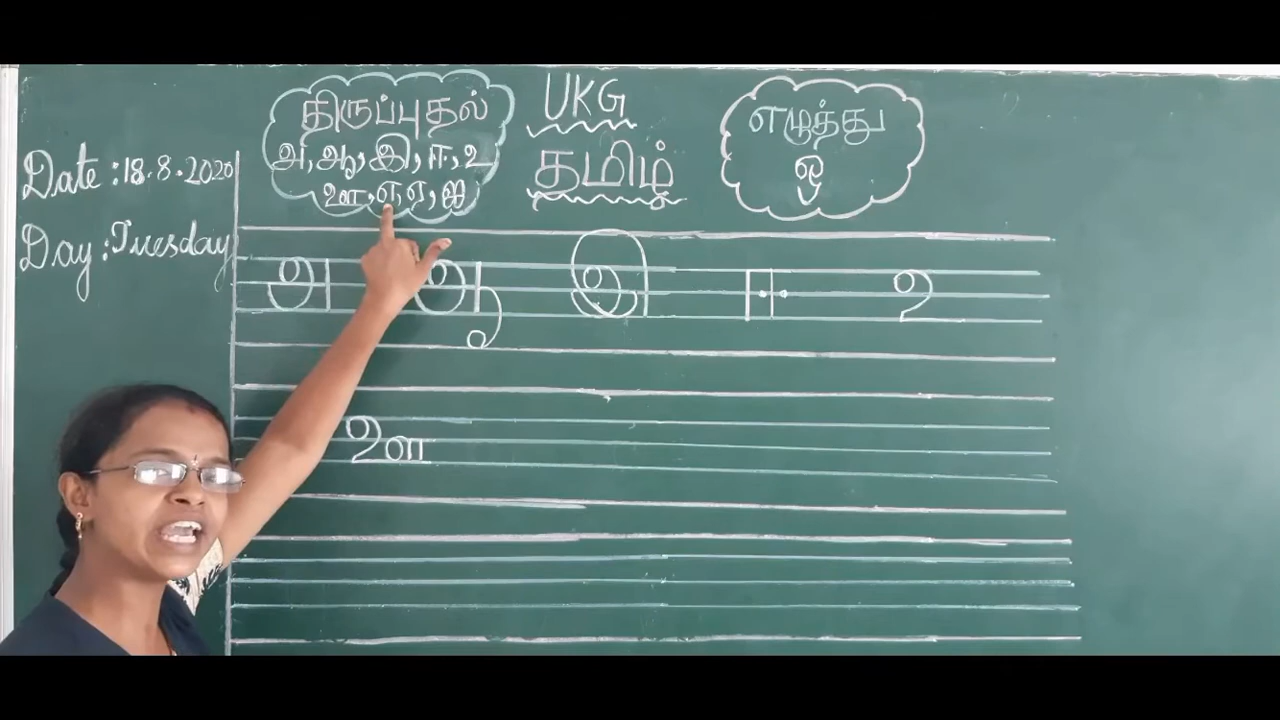 Date : 18.8.2020
Day : Tuesday
திருப்புதல்
அ, ஆ, இ, ஈ, உ
ஊ, எ, ஏ, ஐ
UKG
தமிழ்
எழுத்து
ஒ
அ ஆ இ ஈ உ
ஊ